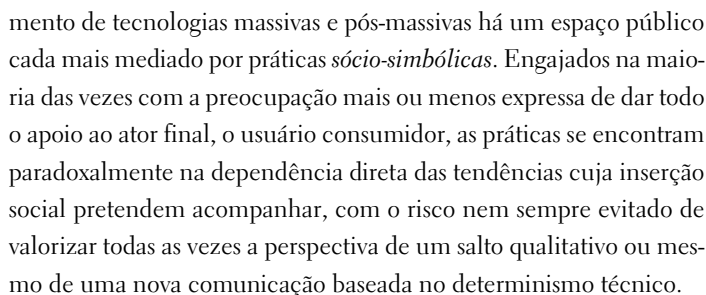 mento de tecnologias massivas e pós-massivas há um espaço público
cada mais mediado por práticas sócio-simbólicas. Engajados na maio-
ria das vezes com a preocupação mais ou menos expressa de dar todo
o apoio ao ator final, o usuário consumidor, as práticas se encontram
paradoxalmente na dependência direta das tendências cuja inserção
social pretendem acompanhar, com o risco nem sempre evitado de
valorizar todas as vezes a perspectiva de um salto qualitativo ou mes-
mo de uma nova comunicação baseada no determinismo técnico.